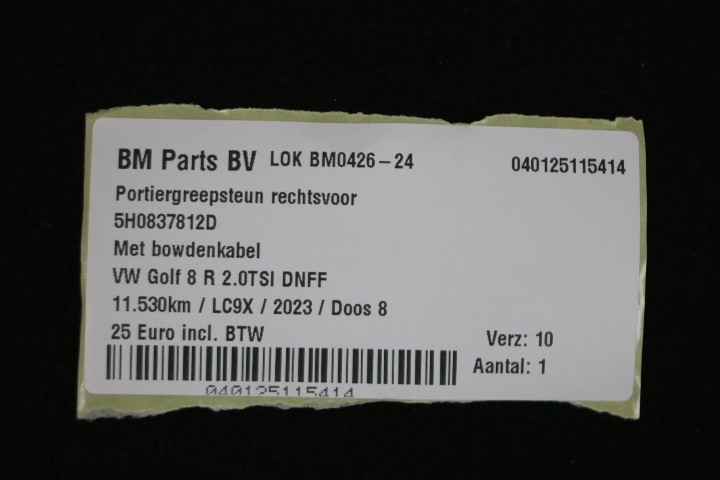 BM Parts BV LOK BM0426-24 040125115414
Portiergreepsteun rechtsvoor
5H0837812D
Met bowdenkabel
VW Golf 8 R 2.0TSI DNFF
11.530km / LC9X / 2023 / Doos 8
25 Euro incl. BTW Verz: 10
Aantal: 1
040125115414